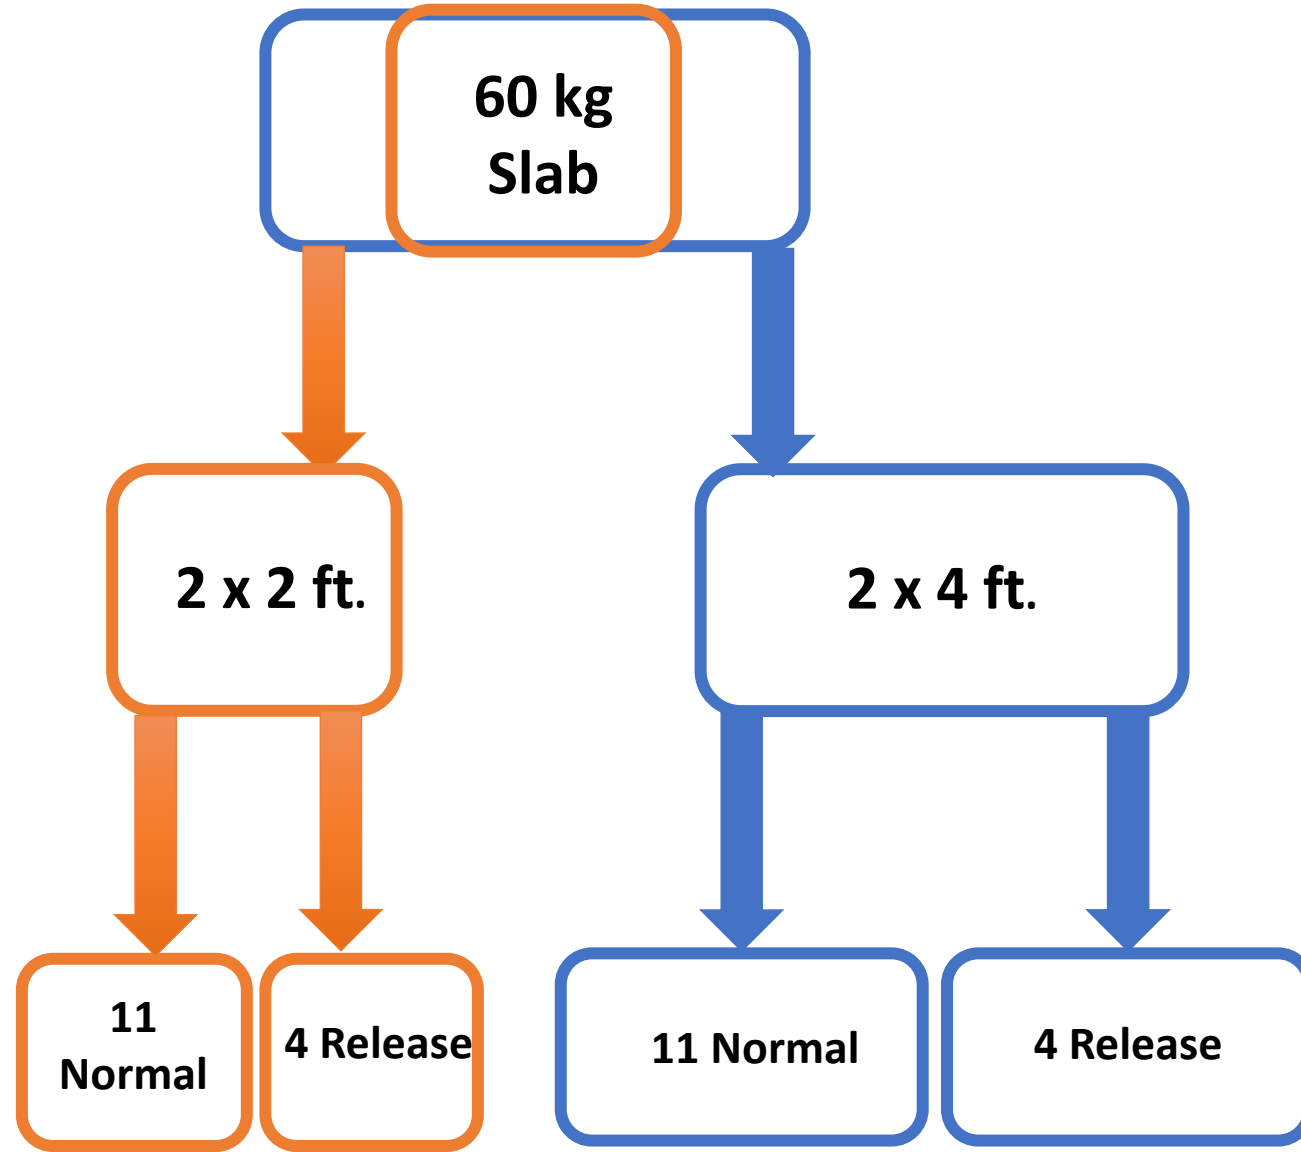 60 kg
Slab
2 x 2 ft.
2 x 4 ft.
11
Normal
4 Release
11 Normal
4 Release